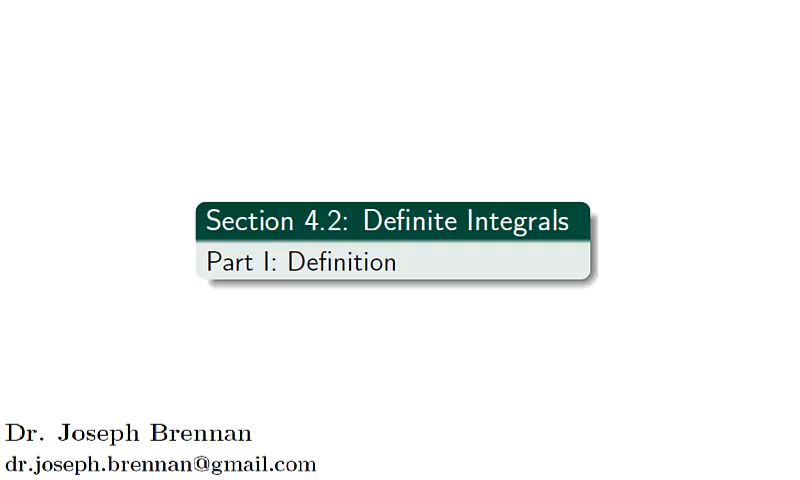 Section 4.2: Definite Integrals
Part I: Definition
Dr. Joseph Brennan
dr.joseph.brennan@gmail.com